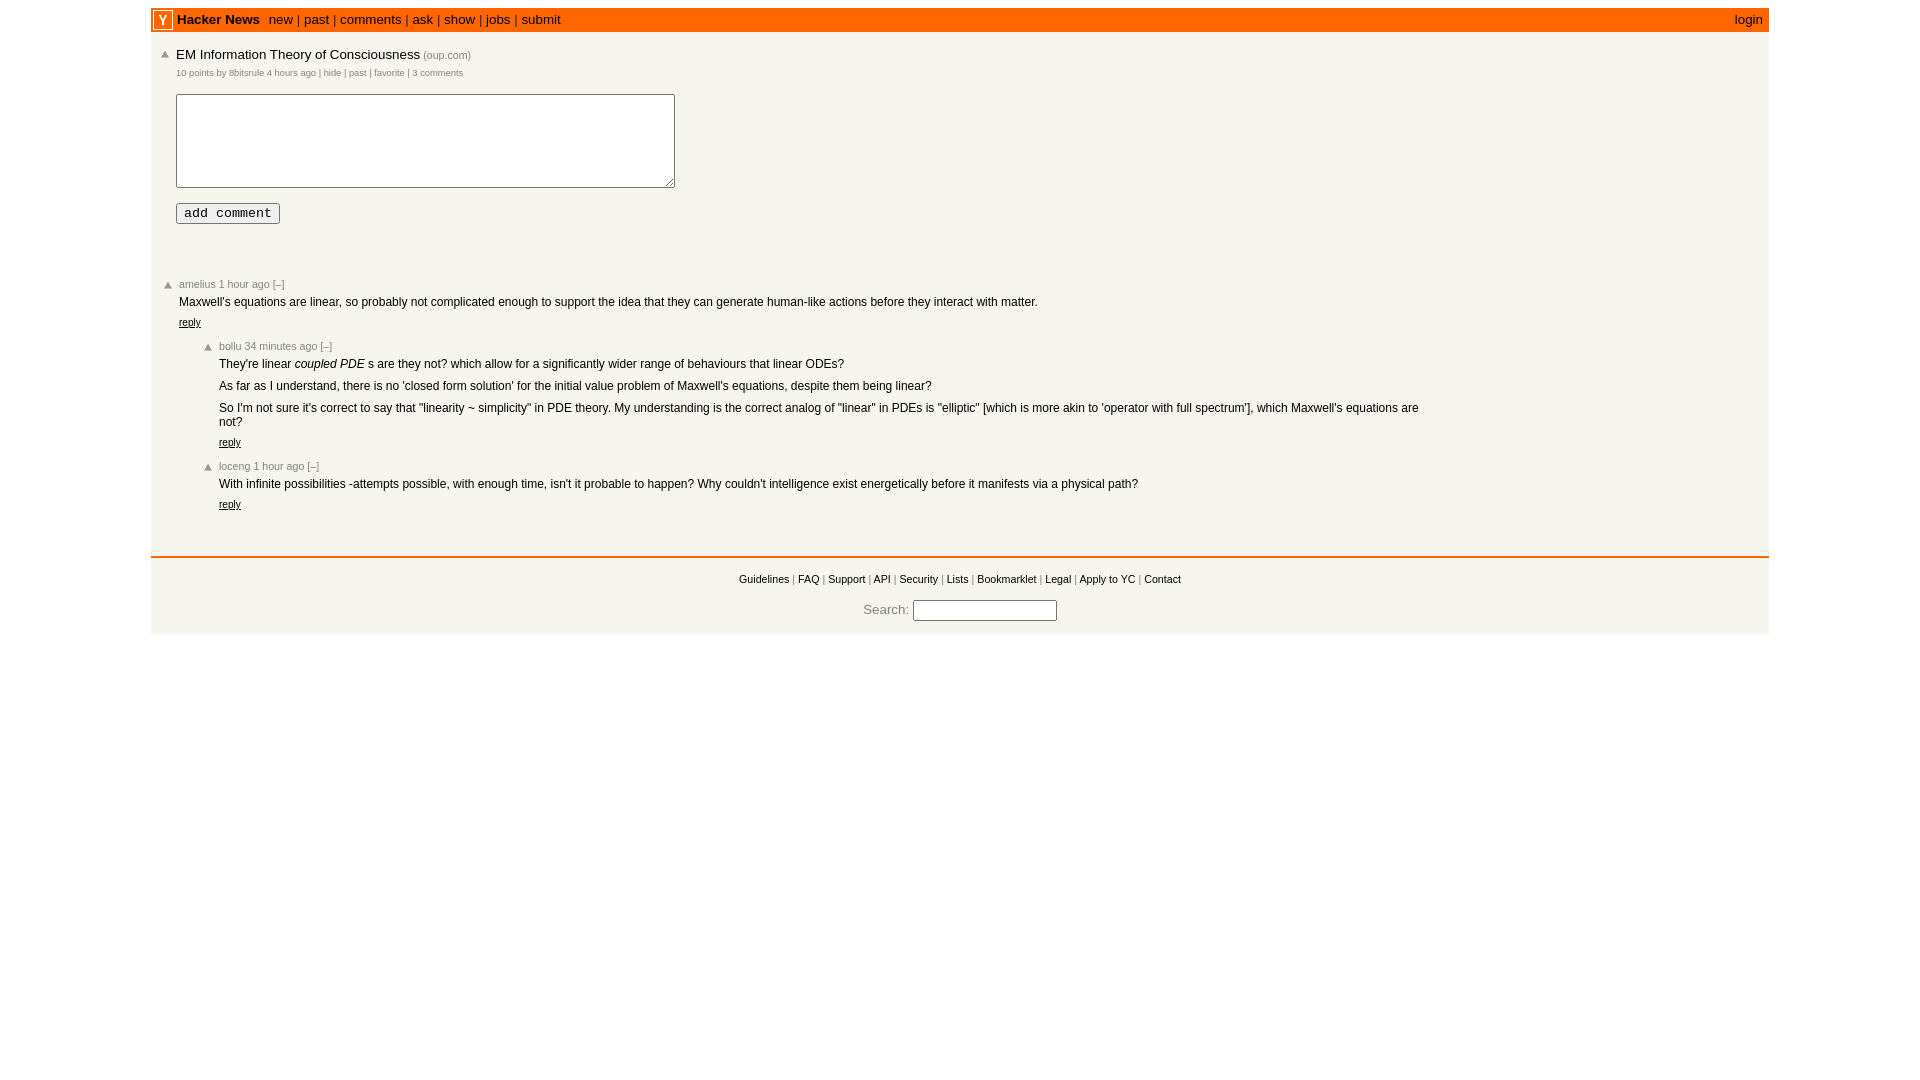 Y Hacker News new | past | comments | ask | show | jobs | submit login
EM Information Theory of Consciousness (oup.com)
10 points by 8bitsrule 4 hours ago | hide | past | favorite | 3 comments
add comment
amelius 1 hour ago [–]
Maxwell's equations are linear, so probably not complicated enough to support the idea that they can generate human-like actions before they interact with matter.
reply
bollu 34 minutes ago [–]
They're linear coupled PDE s are they not? which allow for a significantly wider range of behaviours that linear ODEs?
As far as I understand, there is no 'closed form solution' for the initial value problem of Maxwell's equations, despite them being linear?
So I'm not sure it's correct to say that "linearity ~ simplicity" in PDE theory. My understanding is the correct analog of "linear" in PDEs is "elliptic" [which is more akin to 'operator with full spectrum'], which Maxwell's equations are
not?
reply
loceng 1 hour ago [–]
With infinite possibilities -attempts possible, with enough time, isn't it probable to happen? Why couldn't intelligence exist energetically before it manifests via a physical path?
reply
Guidelines | FAQ | Support | API | Security | Lists | Bookmarklet | Legal | Apply to YC | Contact
Search: